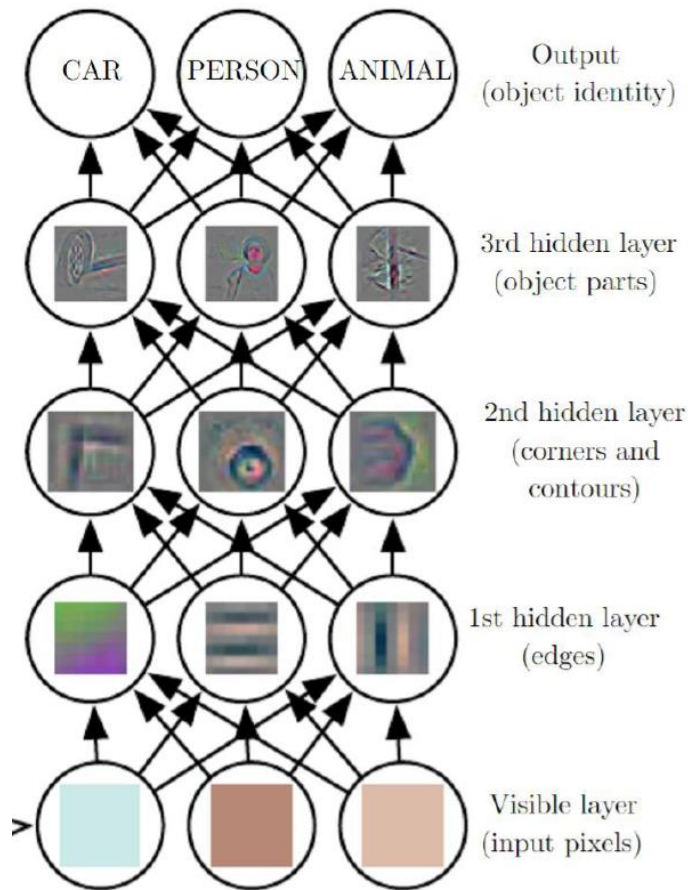 CAR PERSON ANIMAL
Output
(object identity)
3rd hidden layer
(object parts)
2nd hidden layer
(corners and
contours)
1st hidden layer
(edges)
Visible layer
(input pixels)